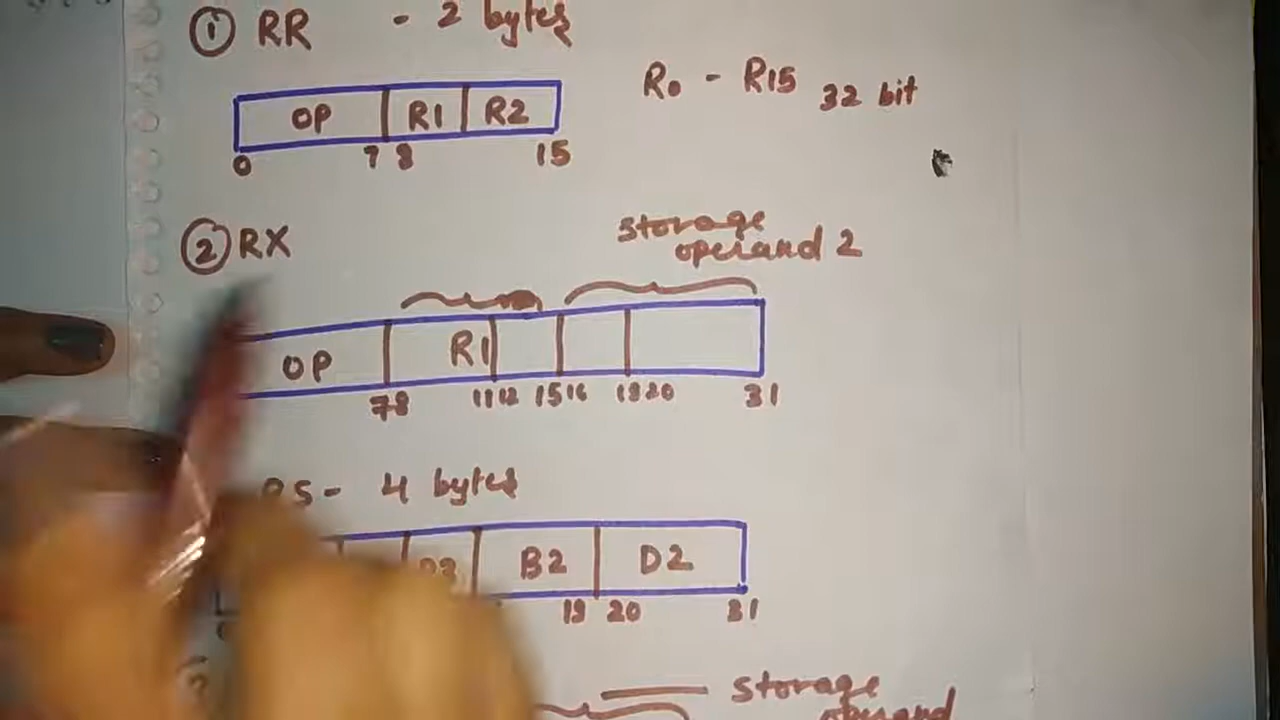 ① RR - 2 bytes
R0 - R15 32 bit
OP R1 R2
0 7 8 15
② RX
storage
operand 2
OP R1
7 8 11 12 15 16 19 20 31
RS - 4 bytes
B2 D2
19 20 31
storage
operand